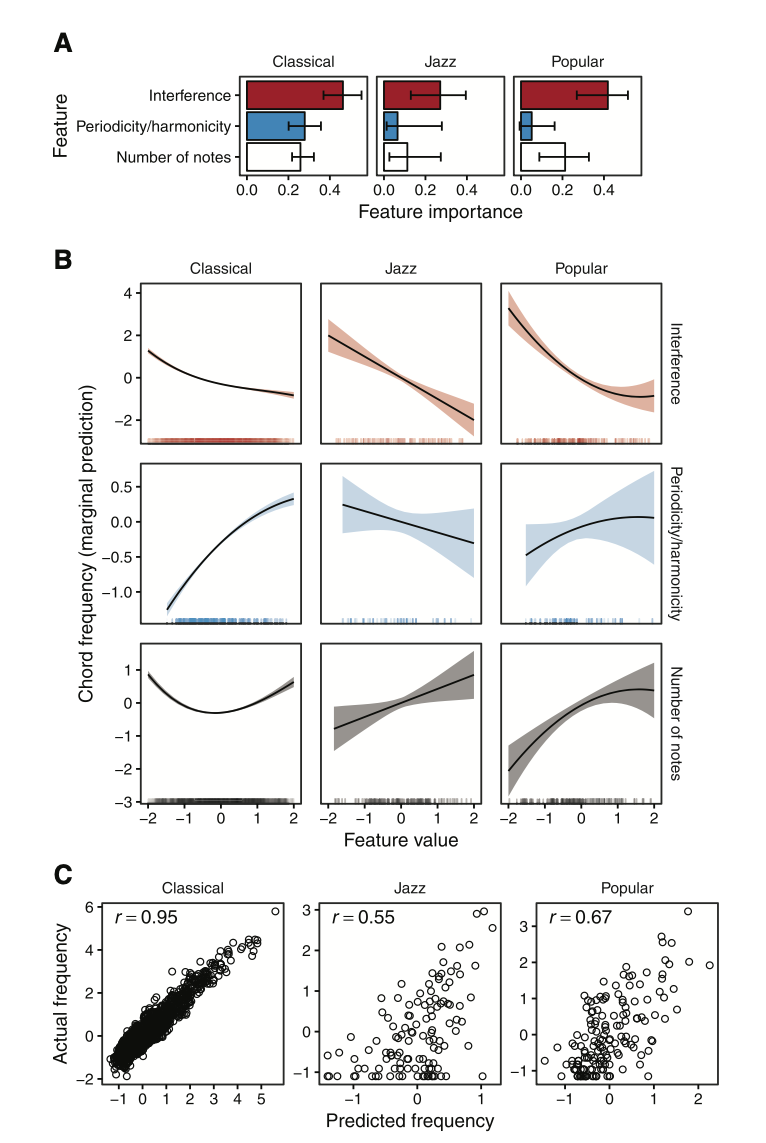 A
Classical Jazz Popular
Feature
Interference
Periodicity/harmonicity
Number of notes
0.0 0.2 0.4 0.0 0.2 0.4 0.0 0.2 0.4
Feature importance
B
Classical Jazz Popular
Chord frequency (marginal prediction)
4
2
0
−2
Interference
0.5
0.0
−0.5
−1.0
Periodicity/harmonicity
1
0
−1
−2
−3
Number of notes
−2 −1 0 1 2 −2 −1 0 1 2 −2 −1 0 1 2
Feature value
C
Classical Jazz Popular
Actual frequency
r = 0.95
6
4
2
0
−2
−1 0 1 2 3 4 5
r = 0.55
3
2
1
0
−1
−1 0 1
r = 0.67
3
2
1
0
−1
−1 0 1 2
Predicted frequency